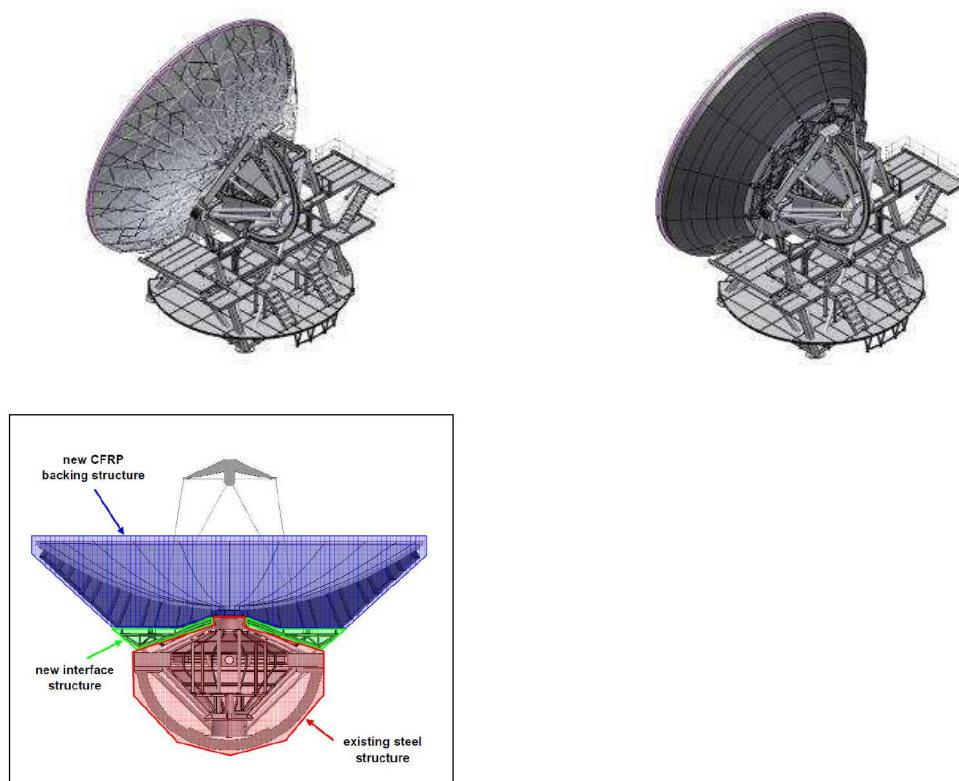 new CFRP
backing structure
new interface
structure
existing steel
structure